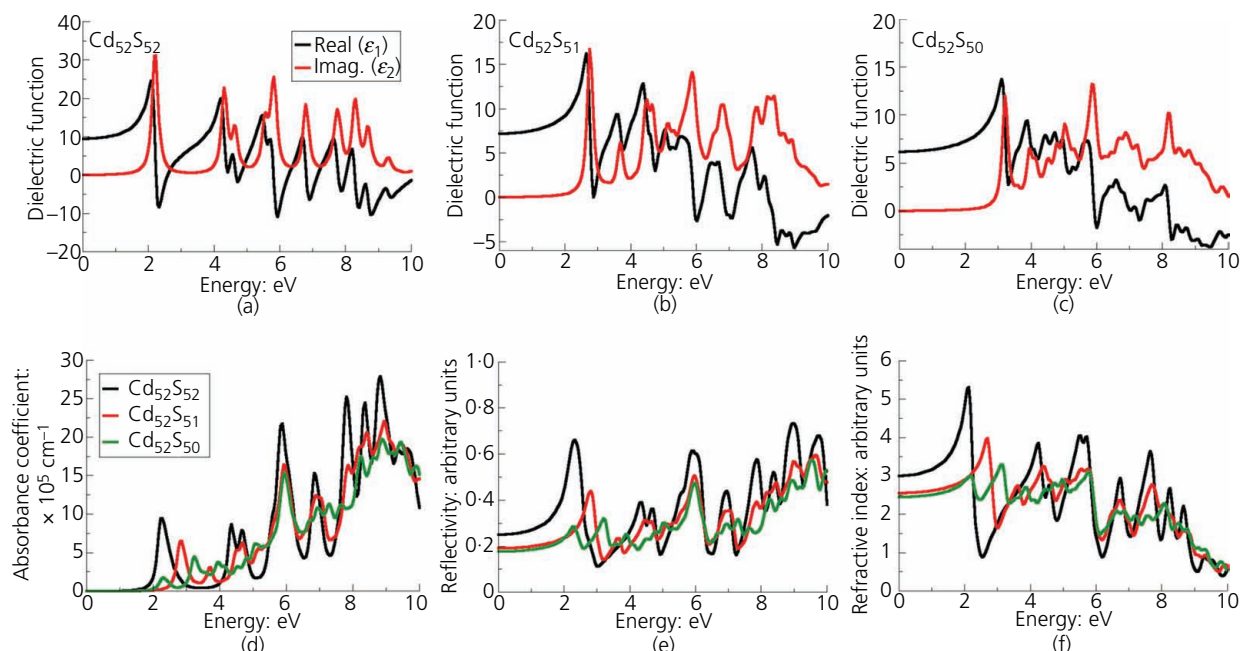 Cd52S52
Real (ε1)
Imag. (ε2)
Dielectric function
40
30
20
10
0
−10
−20
0 2 4 6 8 10
Energy: eV
(a)
Cd52S51
Dielectric function
20
15
10
5
0
−5
0 2 4 6 8 10
Energy: eV
(b)
Cd52S50
Dielectric function
20
15
10
5
0
0 2 4 6 8 10
Energy: eV
(c)
Cd52S52
Cd52S51
Cd52S50
Absorbance coefficient:
× 10⁵ cm⁻¹
30
25
20
15
10
5
0
0 2 4 6 8 10
Energy: eV
(d)
Reflectivity: arbitrary units
1·0
0·8
0·6
0·4
0·2
0
0 2 4 6 8 10
Energy: eV
(e)
Refractive index: arbitrary units
6
5
4
3
2
1
0
0 2 4 6 8 10
Energy: eV
(f)